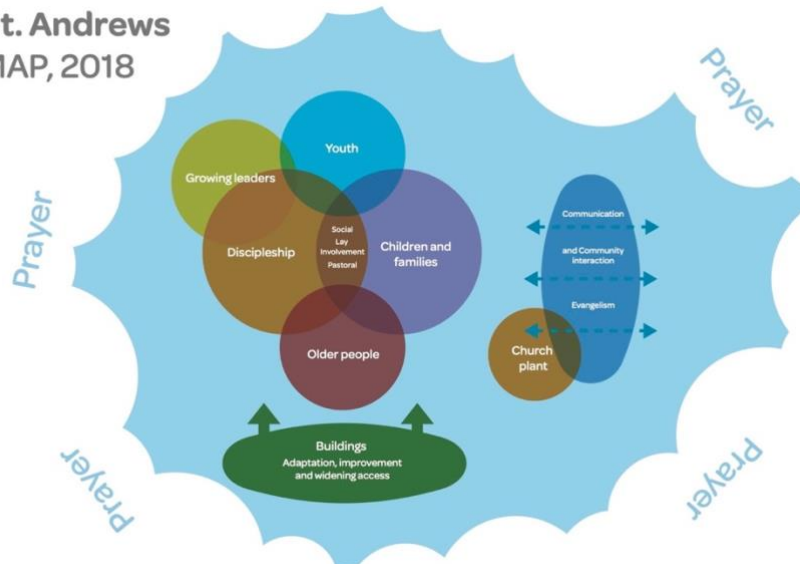 t. Andrews
MAP, 2018
Prayer
Prayer
Youth
Growing leaders
Discipleship
Social
Lay
Involvement
Pastoral
Children and
families
Older people
Communication
and Community
interaction
Evangelism
Church
plant
Buildings
Adaptation, improvement
and widening access
Prayer
Prayer